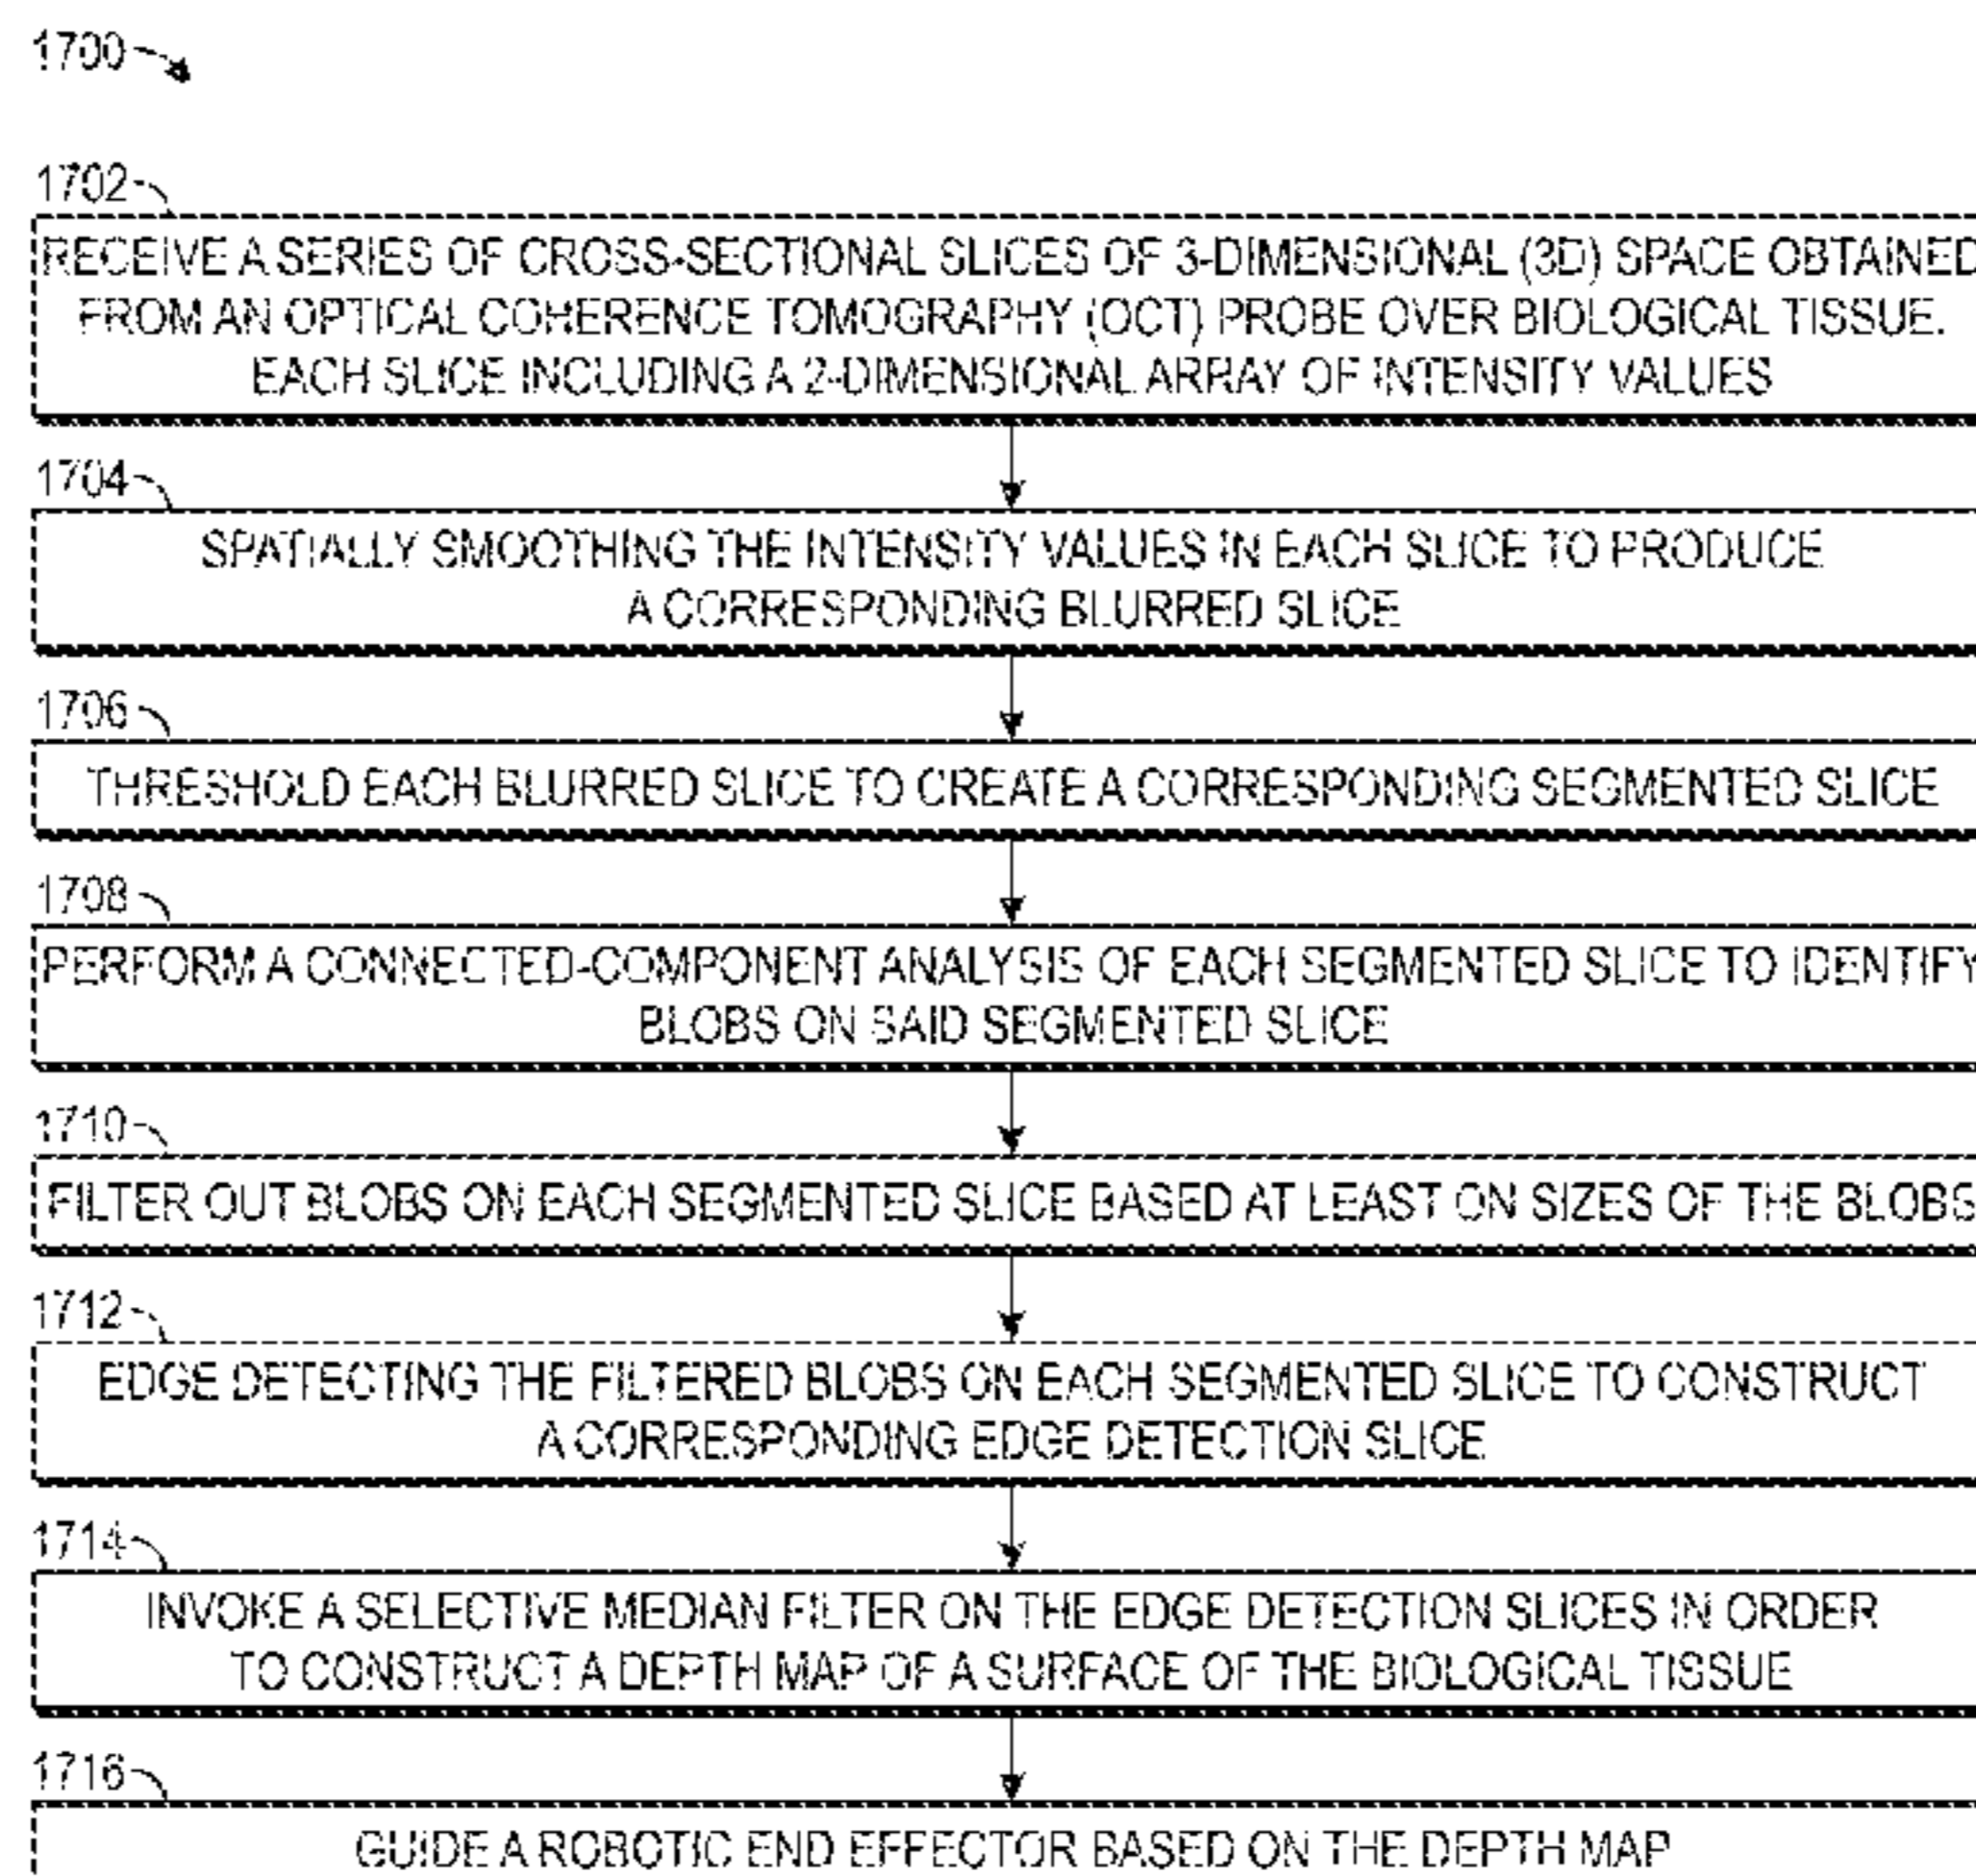 1700
1702
RECEIVE A SERIES OF CROSS-SECTIONAL SLICES OF 3-DIMENSIONAL (3D) SPACE OBTAINED
FROM AN OPTICAL COHERENCE TOMOGRAPHY (OCT) PROBE OVER BIOLOGICAL TISSUE.
EACH SLICE INCLUDING A 2-DIMENSIONAL ARRAY OF INTENSITY VALUES
1704
SPATIALLY SMOOTHING THE INTENSITY VALUES IN EACH SLICE TO PRODUCE
A CORRESPONDING BLURRED SLICE
1706
THRESHOLD EACH BLURRED SLICE TO CREATE A CORRESPONDING SEGMENTED SLICE
1708
PERFORM A CONNECTED-COMPONENT ANALYSIS OF EACH SEGMENTED SLICE TO IDENTIFY
BLOBS ON SAID SEGMENTED SLICE
1710
FILTER OUT BLOBS ON EACH SEGMENTED SLICE BASED AT LEAST ON SIZES OF THE BLOBS
1712
EDGE DETECTING THE FILTERED BLOBS ON EACH SEGMENTED SLICE TO CONSTRUCT
A CORRESPONDING EDGE DETECTION SLICE
1714
INVOKE A SELECTIVE MEDIAN FILTER ON THE EDGE DETECTION SLICES IN ORDER
TO CONSTRUCT A DEPTH MAP OF A SURFACE OF THE BIOLOGICAL TISSUE
1716
GUIDE A ROBOTIC END EFFECTOR BASED ON THE DEPTH MAP